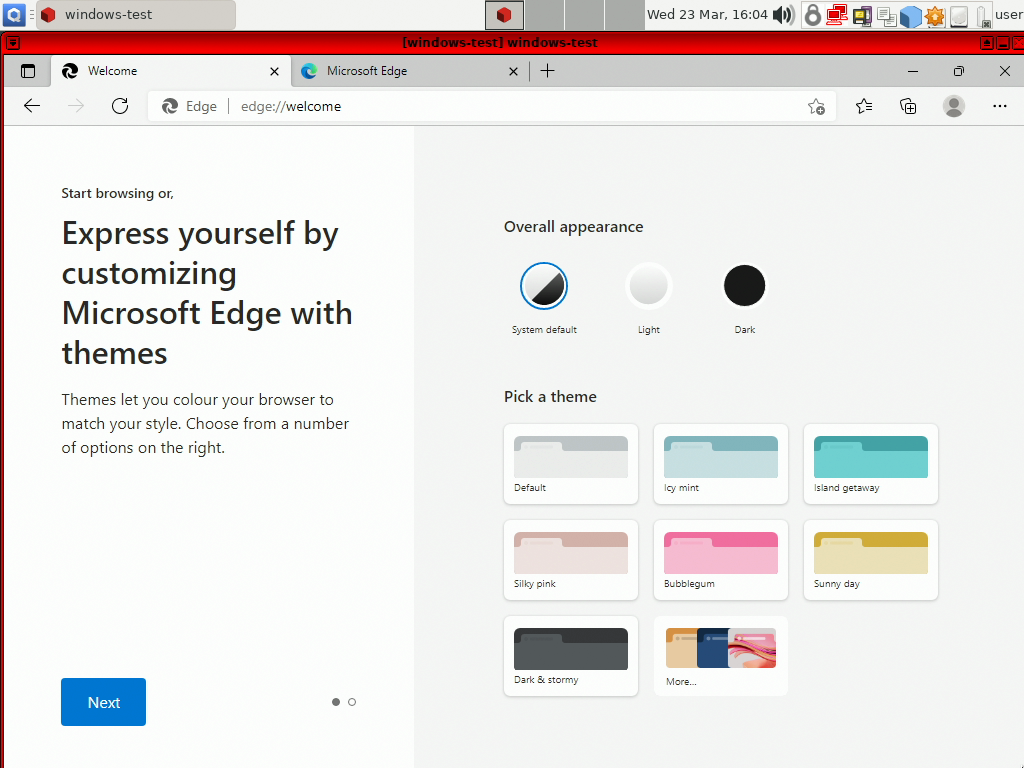 windows-test
Wed 23 Mar, 16:04
user
[windows-test] windows-test
Welcome
Microsoft Edge
Edge
edge://welcome
Start browsing or,
Express yourself by
customizing
Microsoft Edge with
themes
Themes let you colour your browser to
match your style. Choose from a number
of options on the right.
Next
Overall appearance
System default
Light
Dark
Pick a theme
Default
Icy mint
Island getaway
Silky pink
Bubblegum
Sunny day
Dark & stormy
More...